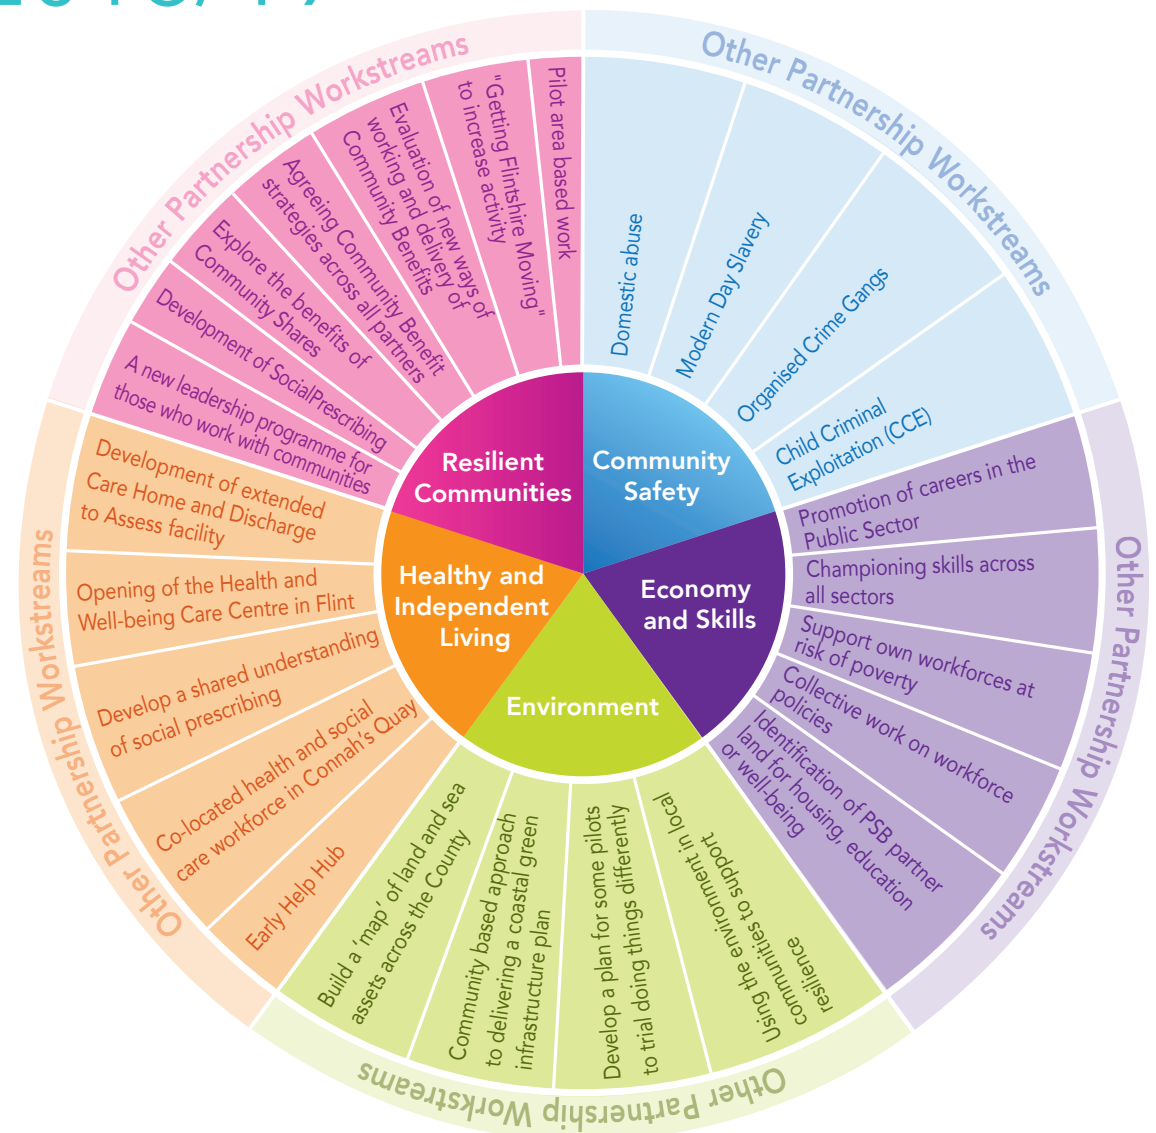 Other Partnership Workstreams
Domestic abuse
Modern Day Slavery
Organised Crime Gangs
Child Criminal
Exploitation (CCE)
Community
Safety
Other Partnership Workstreams
Promotion of careers in the
Public Sector
Championing skills across
all sectors
Support own workforces at
risk of poverty
Collective work on workforce
policies
Identification of PSB partner
land for housing, education
or well-being
Economy
and Skills
Other Partnership Workstreams
Using the environment in local
communities to support
resilience
Develop a plan for some pilots
to trial doing things differently
Community based approach
to delivering a coastal green
infrastructure plan
Build a ‘map’ of land and sea
assets across the County
Environment
Other Partnership Workstreams
Early Help Hub
Co-located health and social
care workforce in Connah’s Quay
Develop a shared understanding
of social prescribing
Opening of the Health and
Well-being Care Centre in Flint
Development of extended
Care Home and Discharge
to Assess facility
Healthy and
Independent
Living
Other Partnership Workstreams
A new leadership programme for
those who work with communities
Development of SocialPrescribing
Explore the benefits of
Community Shares
Agreeing Community Benefit
strategies across all partners
Evaluation of new ways of
working and delivery of
Community Benefits
"Getting Flintshire Moving"
to increase activity
Pilot area based work
Resilient
Communities